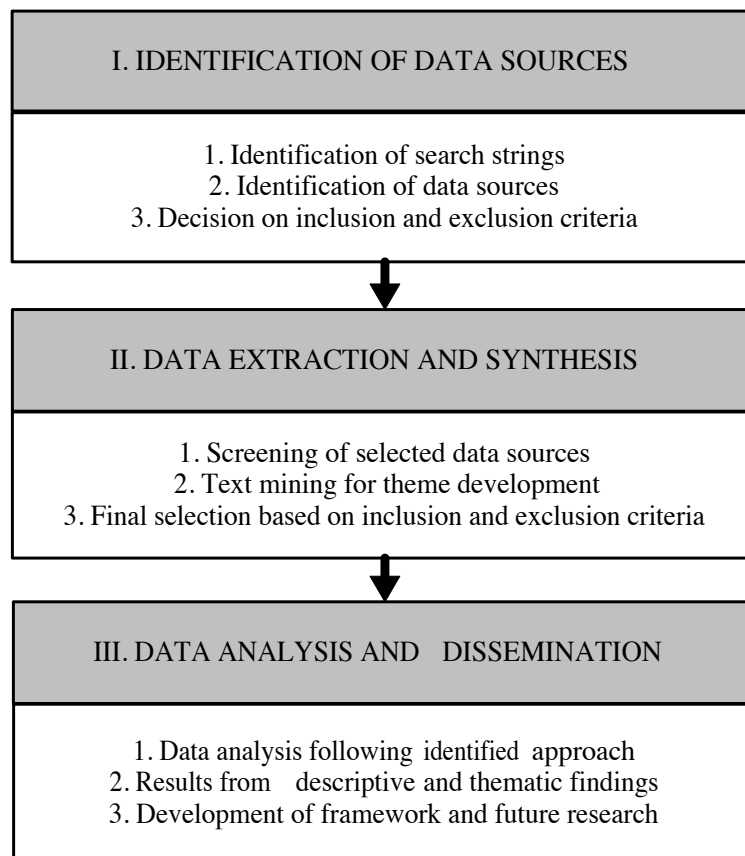 I. IDENTIFICATION OF DATA SOURCES
1. Identification of search strings
2. Identification of data sources
3. Decision on inclusion and exclusion criteria
II. DATA EXTRACTION AND SYNTHESIS
1. Screening of selected data sources
2. Text mining for theme development
3. Final selection based on inclusion and exclusion criteria
III. DATA ANALYSIS AND DISSEMINATION
1. Data analysis following identified approach
2. Results from descriptive and thematic findings
3. Development of framework and future research